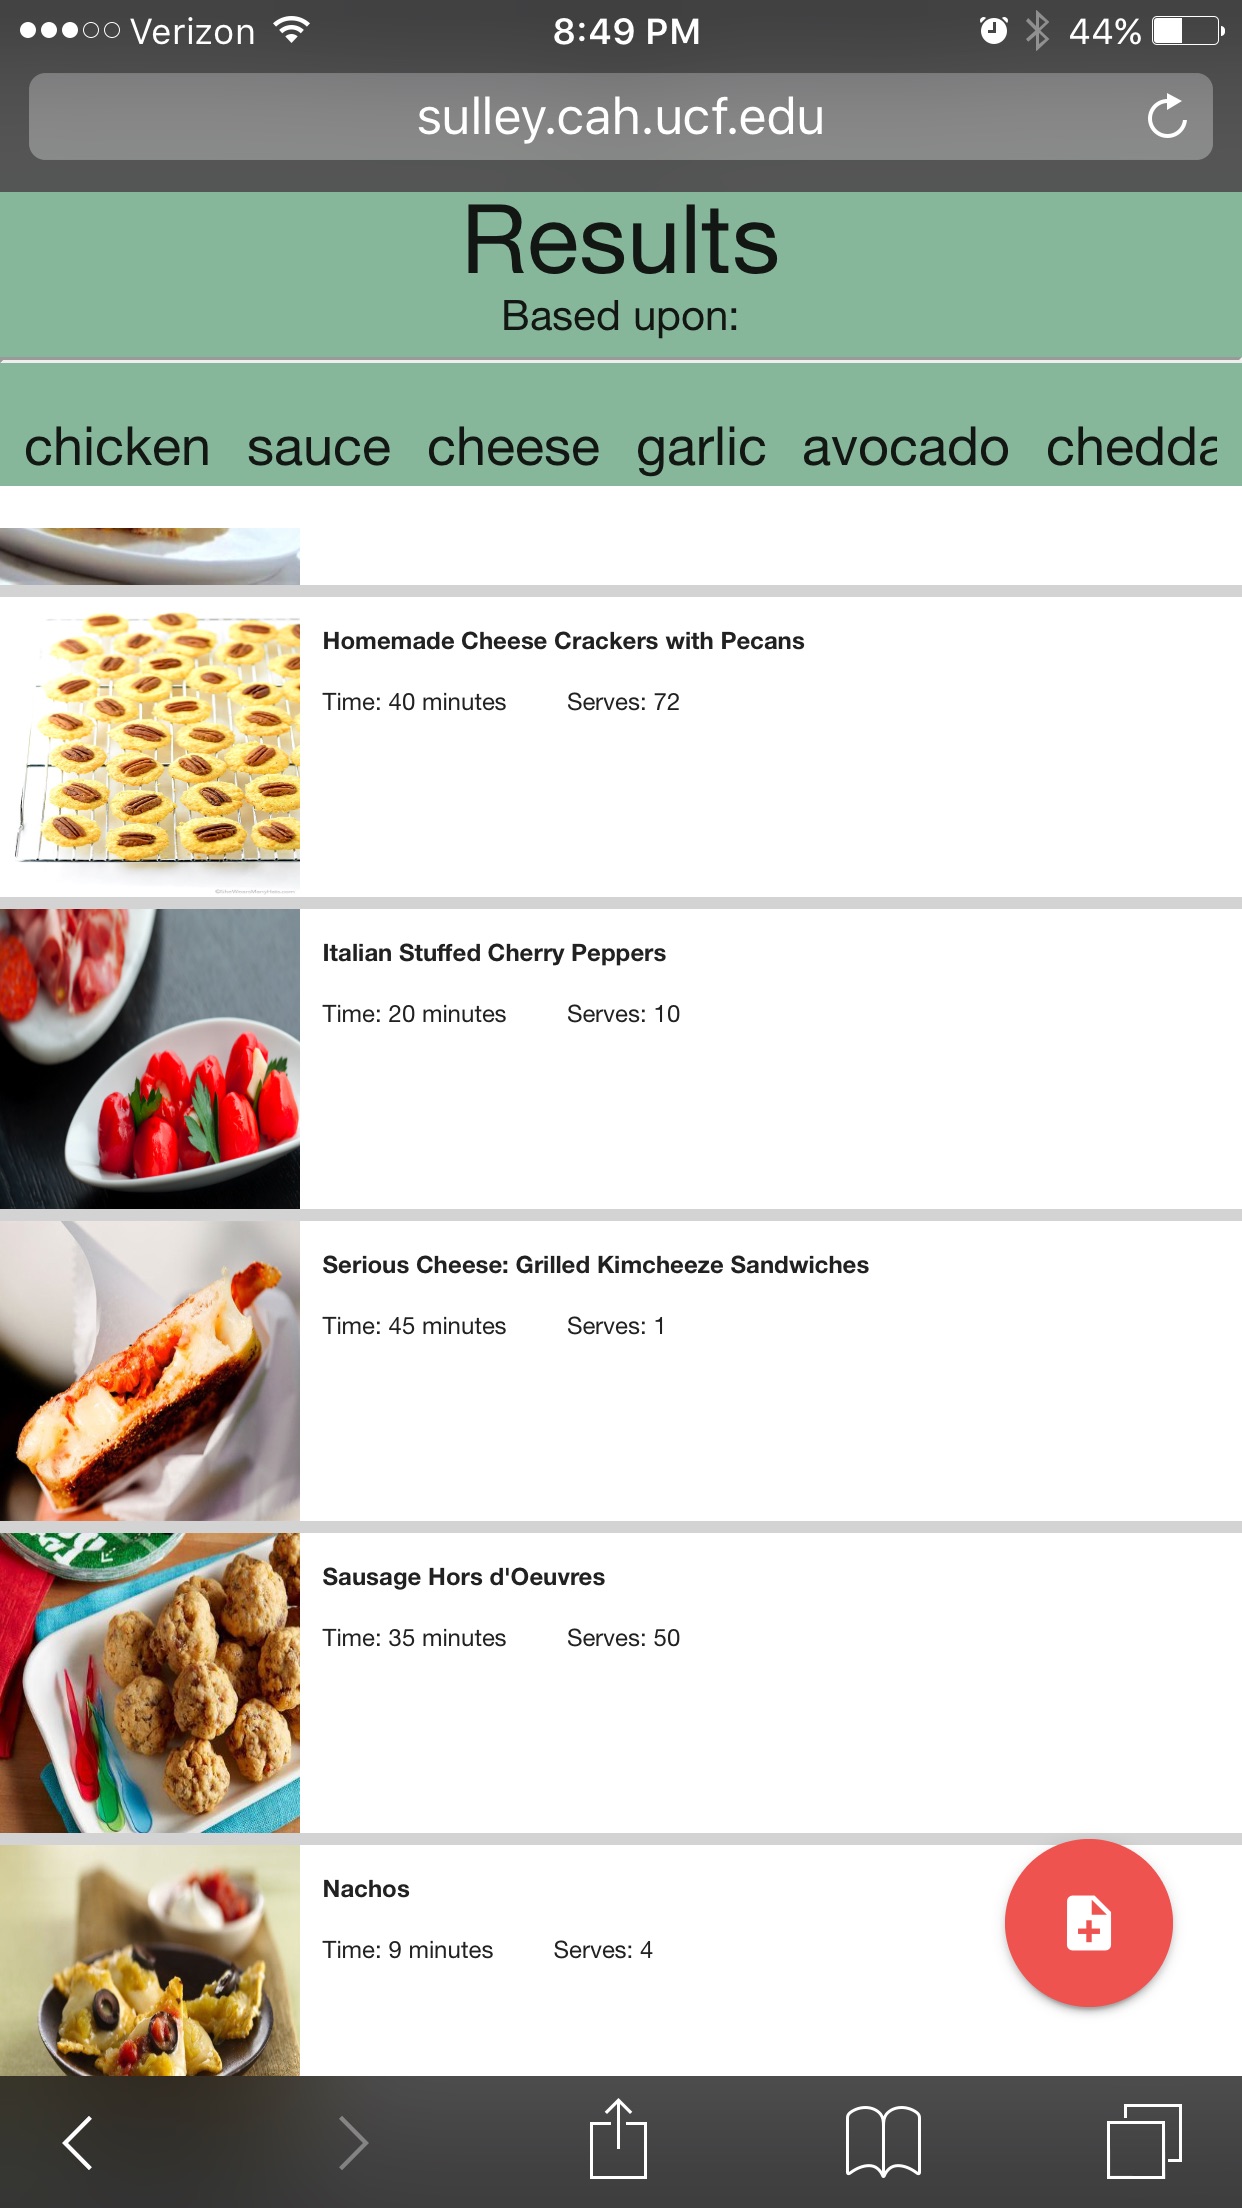 Verizon 8:49 PM 44%
sulley.cah.ucf.edu
Results
Based upon:
chicken sauce cheese garlic avocado chedda
Homemade Cheese Crackers with Pecans
Time: 40 minutes Serves: 72
Italian Stuffed Cherry Peppers
Time: 20 minutes Serves: 10
Serious Cheese: Grilled Kimcheeze Sandwiches
Time: 45 minutes Serves: 1
Sausage Hors d'Oeuvres
Time: 35 minutes Serves: 50
Nachos
Time: 9 minutes Serves: 4